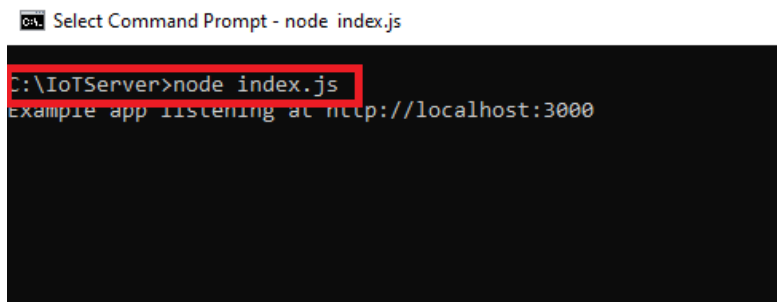 Select Command Prompt - node index.js
C:\IoTServer>node index.js
Example app listening at http://localhost:3000